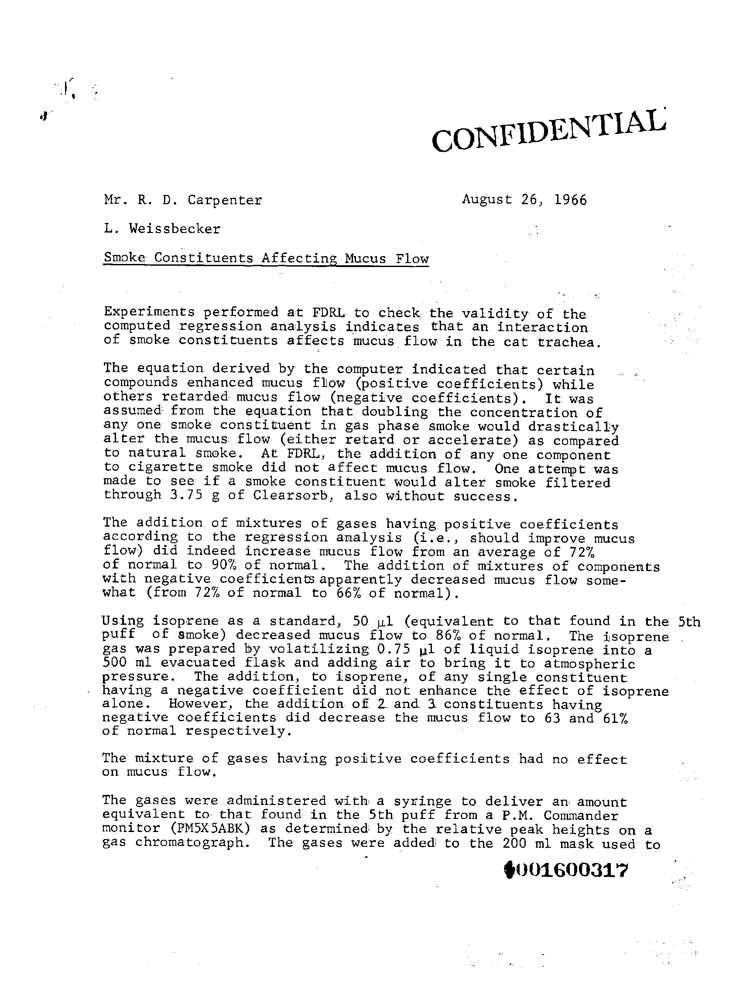 CONFIDENTIAL
Mr. R. D. Carpenter August 26, 1966
L. Weissbecker
Smoke Constituents Affecting Mucus Flow
Experiments performed at FDRL to check the validity of the
computed regression analysis indicates that an interaction
of smoke constituents affects mucus flow in the cat trachea.
The equation derived by the computer indicated that certain
compounds enhanced mucus flow (positive coefficients) while
others retarded mucus flow (negative coefficients). It was
assumed from the equation that doubling the concentration of
any one smoke constituent in gas phase smoke would drastically
alter the mucus flow (either retard or accelerate) as compared
to natural smoke. At FDRL, the addition of any one component
to cigarette smoke did not affect mucus flow. One attempt was
made to see if a smoke constituent would alter smoke filtered
through 3.75 g of Clearsorb, also without success.
The addition of mixtures of gases having positive coefficients
according to the regression analysis (i.e., should improve mucus
flow) did indeed increase mucus flow from an average of 72%
of normal to 90% of normal. The addition of mixtures of components
with negative coefficients apparently decreased mucus flow some-
what (from 72% of normal to 66% of normal).
Using isoprene as a standard, 50 µl (equivalent to that found in the 5th
puff of smoke) decreased mucus flow to 86% of normal. The isoprene
gas was prepared by volatilizing 0.75 µl of liquid isoprene into a
500 ml evacuated flask and adding air to bring it to atmospheric
pressure. The addition, to isoprene, of any single constituent
having a negative coefficient did not enhance the effect of isoprene
alone. However, the addition of 2 and 3 constituents having
negative coefficients did decrease the mucus flow to 63 and 61%
of normal respectively.
The mixture of gases having positive coefficients had no effect
on mucus flow.
The gases were administered with a syringe to deliver an amount
equivalent to that found in the 5th puff from a P.M. Commander
monitor (PM5X5ABK) as determined by the relative peak heights on a
gas chromatograph. The gases were added to the 200 ml mask used to
001600317